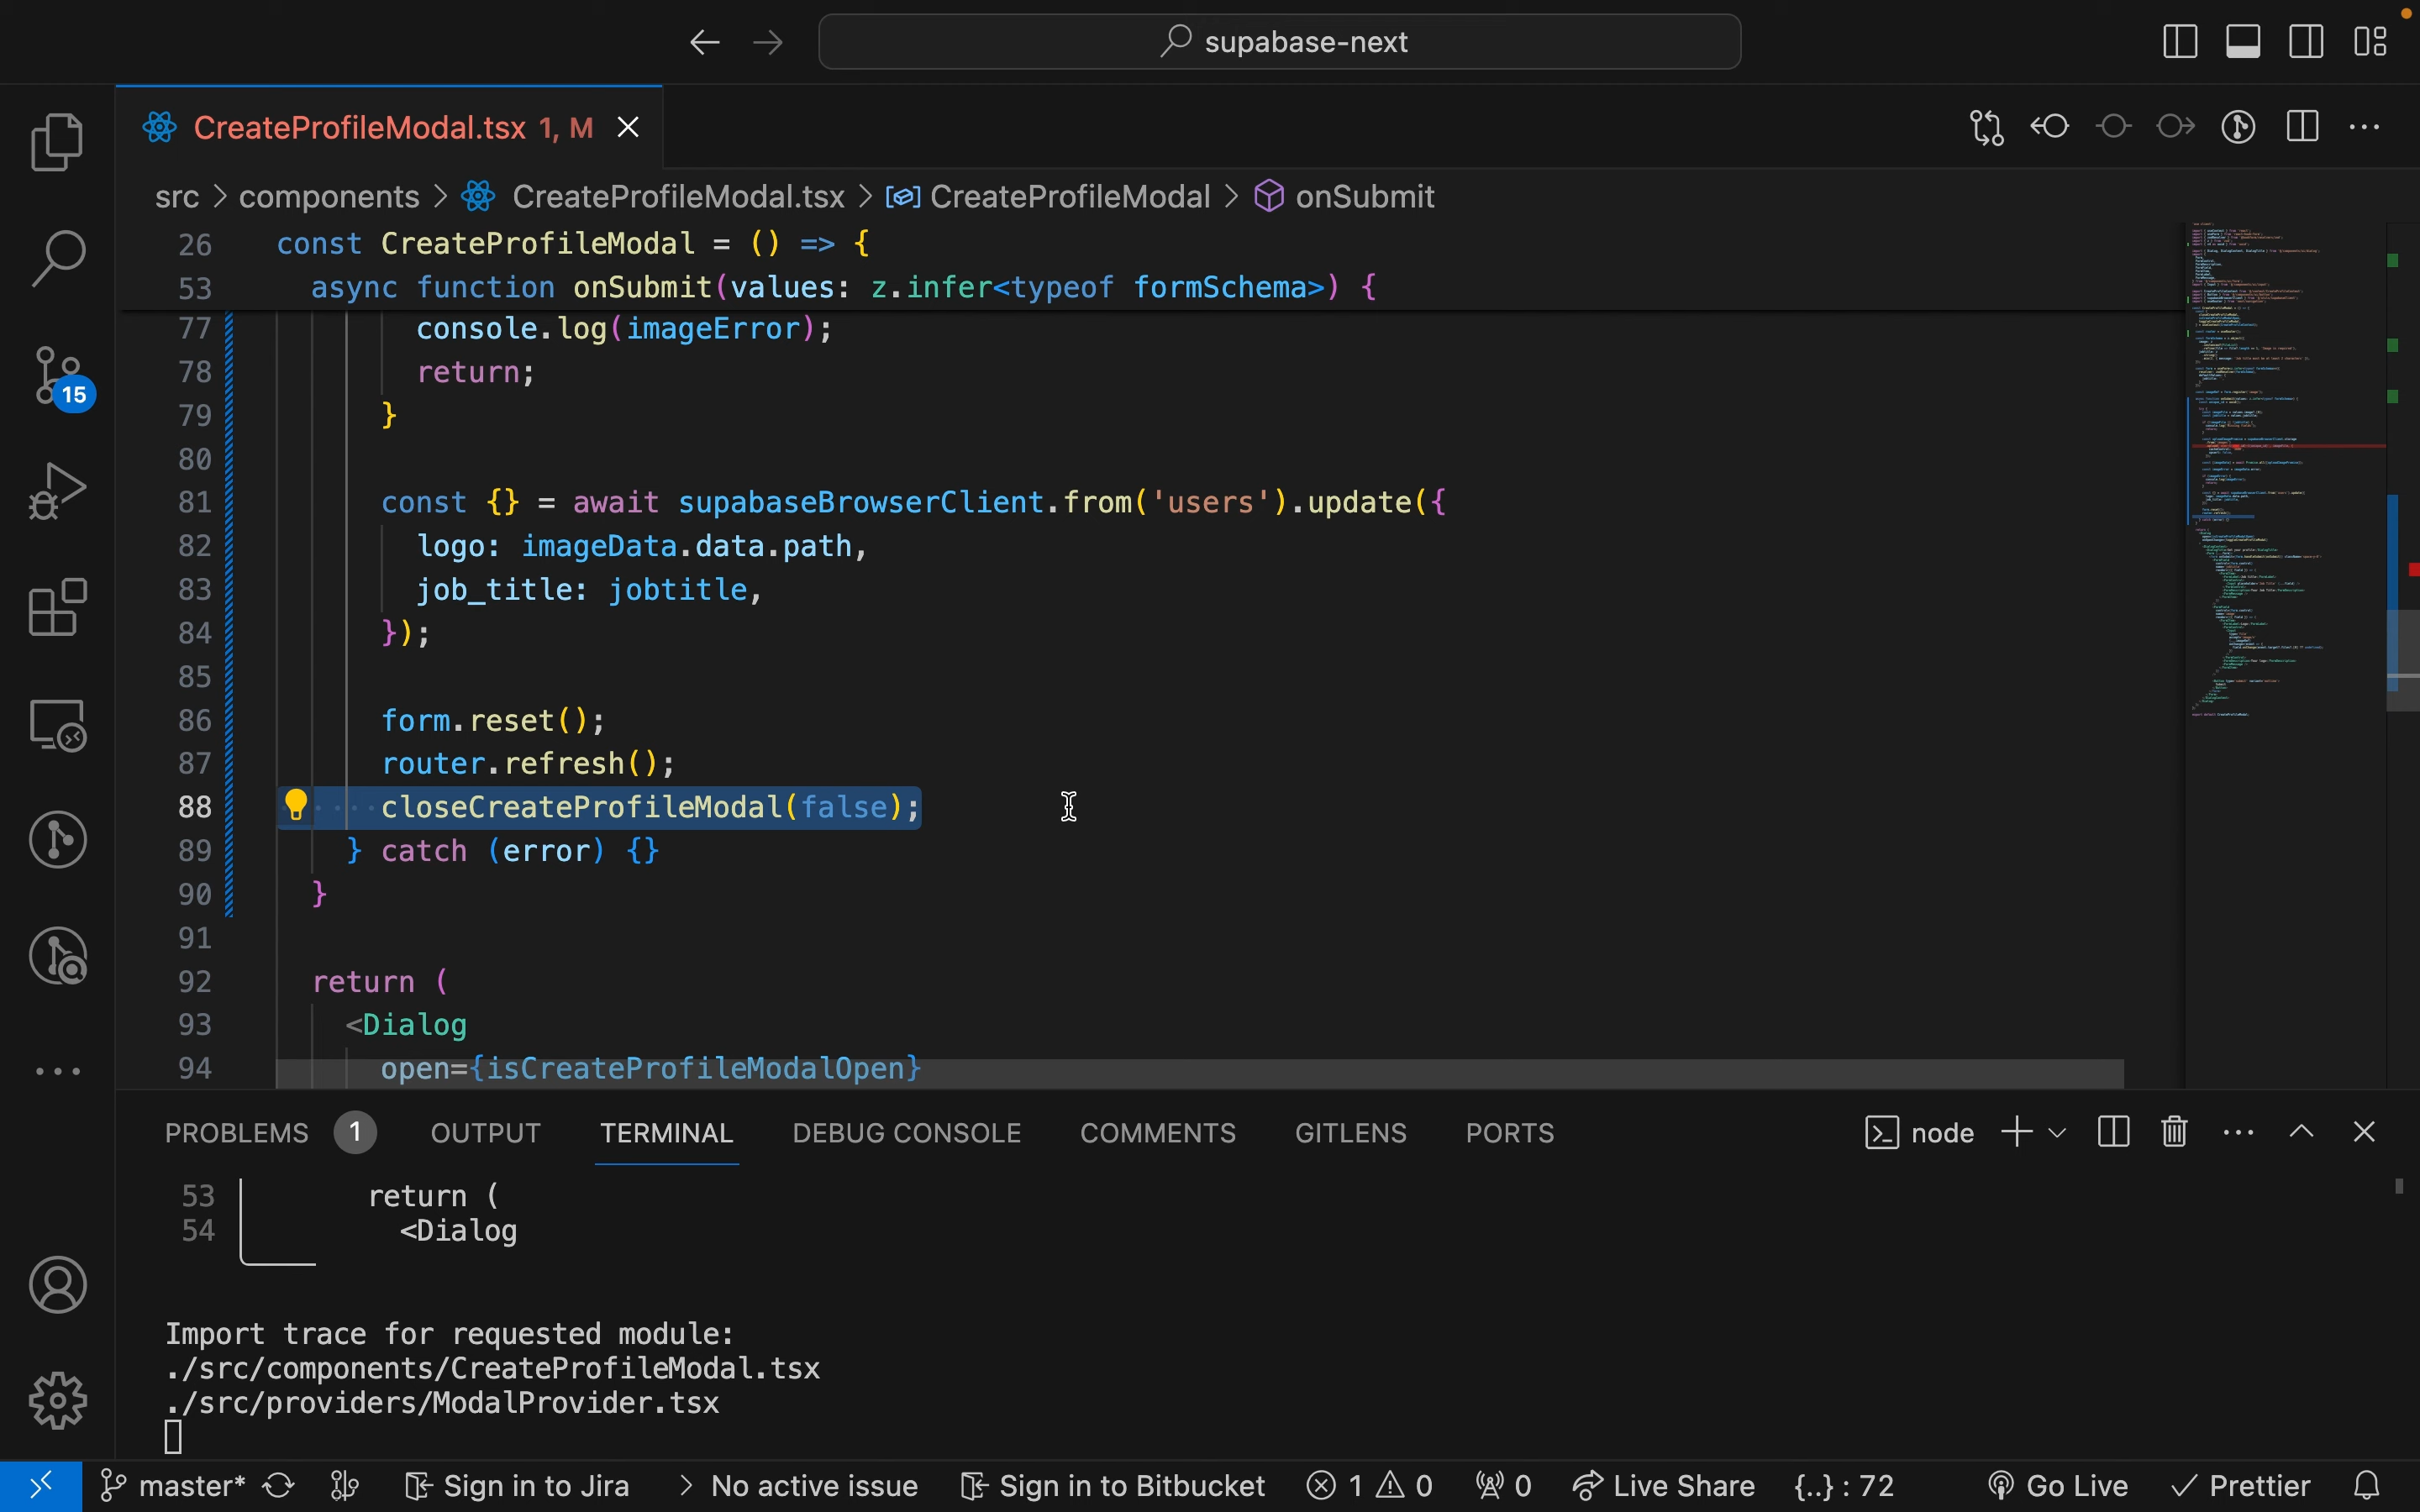 supabase-next
CreateProfileModal.tsx 1, M
src > components > CreateProfileModal.tsx > CreateProfileModal > onSubmit
26 const CreateProfileModal = () => {
53 async function onSubmit(values: z.infer<typeof formSchema>) {
77 console.log(imageError);
78 return;
79 }
80
81 const {} = await supabaseBrowserClient.from('users').update({
82 logo: imageData.data.path,
83 job_title: jobtitle,
84 });
85
86 form.reset();
87 router.refresh();
88 closeCreateProfileModal(false);
89 } catch (error) {}
90 }
91
92 return (
93 <Dialog
94 open={isCreateProfileModalOpen}
15
PROBLEMS 1 OUTPUT TERMINAL DEBUG CONSOLE COMMENTS GITLENS PORTS node
53 return (
54 <Dialog
Import trace for requested module:
./src/components/CreateProfileModal.tsx
./src/providers/ModalProvider.tsx
master* Sign in to Jira > No active issue Sign in to Bitbucket 1 0 0 Live Share {..} : 72 Go Live Prettier